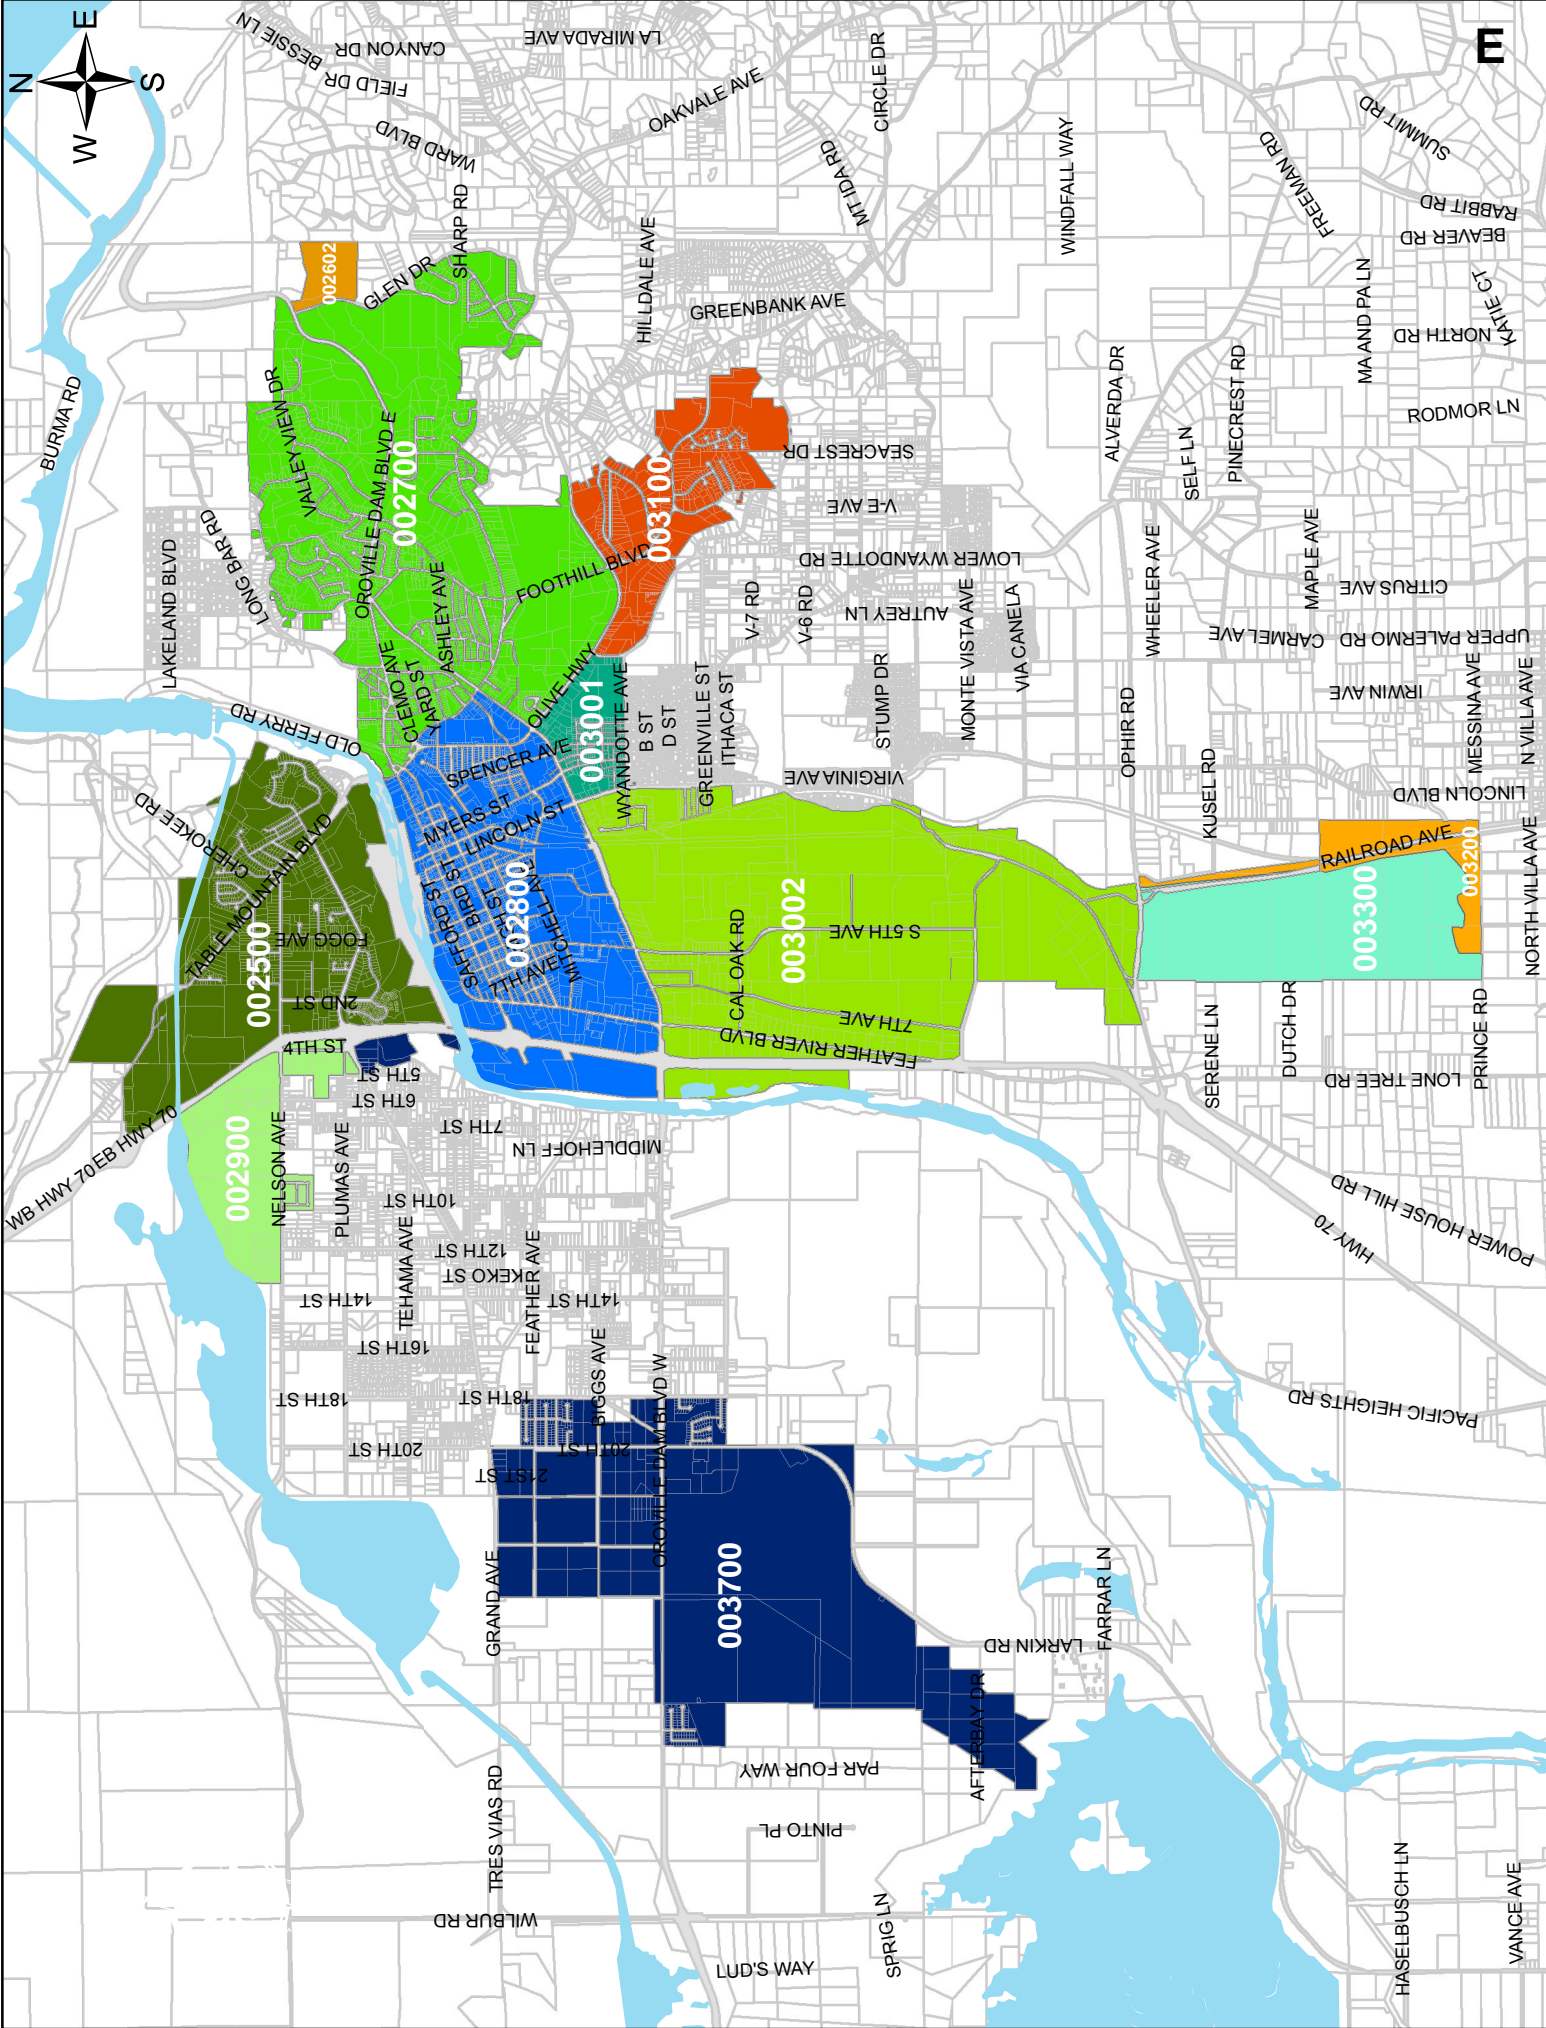 N
E
S
W
BESSIE LN
CANYON DR
FIELD DR
LA MIRADA AVE
WARD BLVD
OAKVALE AVE
CIRCLE DR
E
SUMMIT RD
MT IDA RD
WINDFALL WAY
FREEMAN RD
RABBIT RD
BEAVER RD
SHARP RD
002602
GLEN DR
HILLDALE AVE
GREENBANK AVE
MA AND PA LN
NORTH RD
KATIE CT
BURMA RD
VALLEY VIEW DR
OROVILLE DAM BLVD E
002700
ALVERDA DR
PINECREST RD
RODMOR LN
SELF LN
SEACREST DR
V-E AVE
003100
LAKELAND BLVD
LONG BAR RD
FOOTHILL BLVD
LOWER WYANDOTTE RD
WHEELER AVE
MAPLE AVE
CITRUS AVE
ASHLEY AVE
V-7 RD
V-6 RD
AUTREY LN
MONTE VISTA AVE
VIA CANELA
CARMEL AVE
UPPER PALERMO RD
CLEMO AVE
YARD ST
OLIVE HWY
003001
WYANDOTTE AVE
B ST
D ST
GREENVILLE ST
ITHACA ST
STUMP DR
OPHIR RD
IRWIN AVE
MESSINA AVE
N VILLA AVE
OLD FERRY RD
SPENCER AVE
VIRGINIA AVE
KUSEL RD
LINCOLN BLVD
CHEROKEE RD
TABLE MOUNTAIN BLVD
MYERS ST
LINCOLN ST
RAILROAD AVE
003200
NORTH VILLA AVE
002500
FOGG AVE
SAFFORD ST
BIRD ST
002800
MITCHELL AVE
7TH AVE
003002
CAL OAK RD
S 5TH AVE
003300
2ND ST
7TH AVE
FEATHER RIVER BLVD
SERENE LN
DUTCH DR
PRINCE RD
LONE TREE RD
4TH ST
5TH ST
6TH ST
7TH ST
WB HWY 70
EB HWY 70
002900
NELSON AVE
PLUMAS AVE
MIDDLEHOFF LN
10TH ST
TEHAMA AVE
12TH ST
KEKO ST
FEATHER AVE
14TH ST
14TH ST
HWY 70
POWER HOUSE HILL RD
16TH ST
18TH ST
18TH ST
BIGGS AVE
OROVILLE DAM BLVD W
PACIFIC HEIGHTS RD
20TH ST
20TH ST
21ST ST
GRAND AVE
003700
LARKIN RD
FARRAR LN
AFTERBAY DR
PAR FOUR WAY
TRES VIAS RD
PINTO PL
WILBUR RD
LUD'S WAY
SPRIG LN
HASELBUSCH LN
VANCE AVE